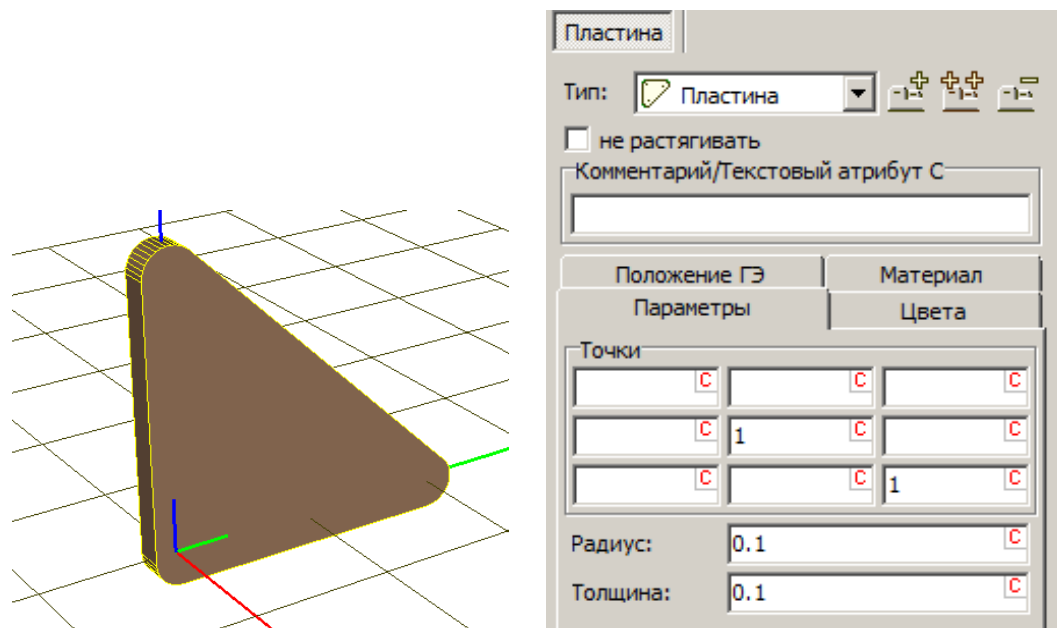 Пластина
Тип: Пластина
не растягивать
Комментарий/Текстовый атрибут C
Положение ГЭ Материал
Параметры Цвета
Точки
C C C
C 1 C C
C C 1 C
Радиус: 0.1 C
Толщина: 0.1 C